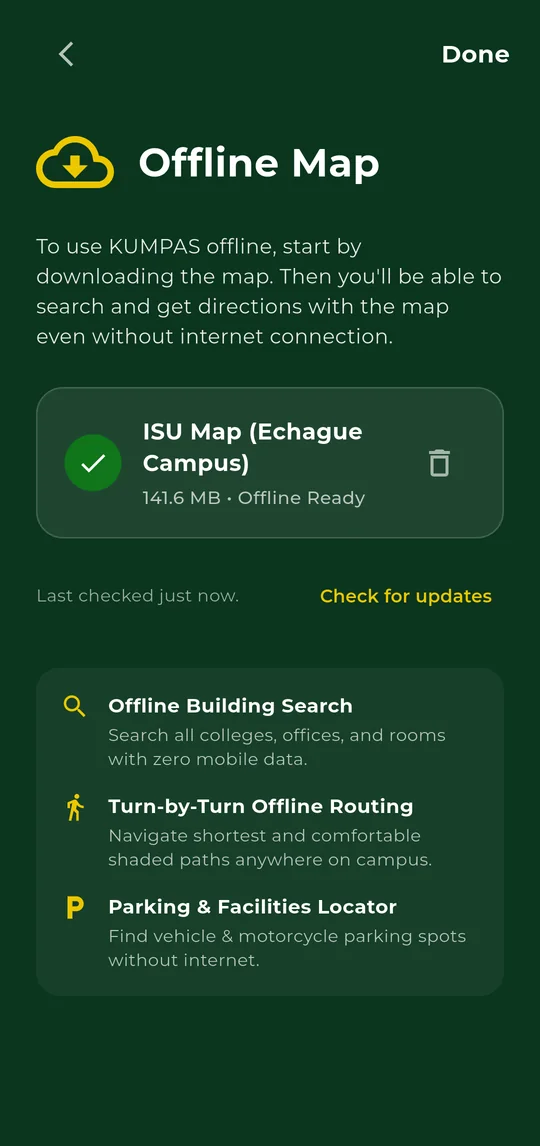 Done
Offline Map
To use KUMPAS offline, start by
downloading the map. Then you'll be able to
search and get directions with the map
even without internet connection.
ISU Map (Echague
Campus)
141.6 MB • Offline Ready
Last checked just now.
Check for updates
Offline Building Search
Search all colleges, offices, and rooms
with zero mobile data.
Turn-by-Turn Offline Routing
Navigate shortest and comfortable
shaded paths anywhere on campus.
P
Parking & Facilities Locator
Find vehicle & motorcycle parking spots
without internet.